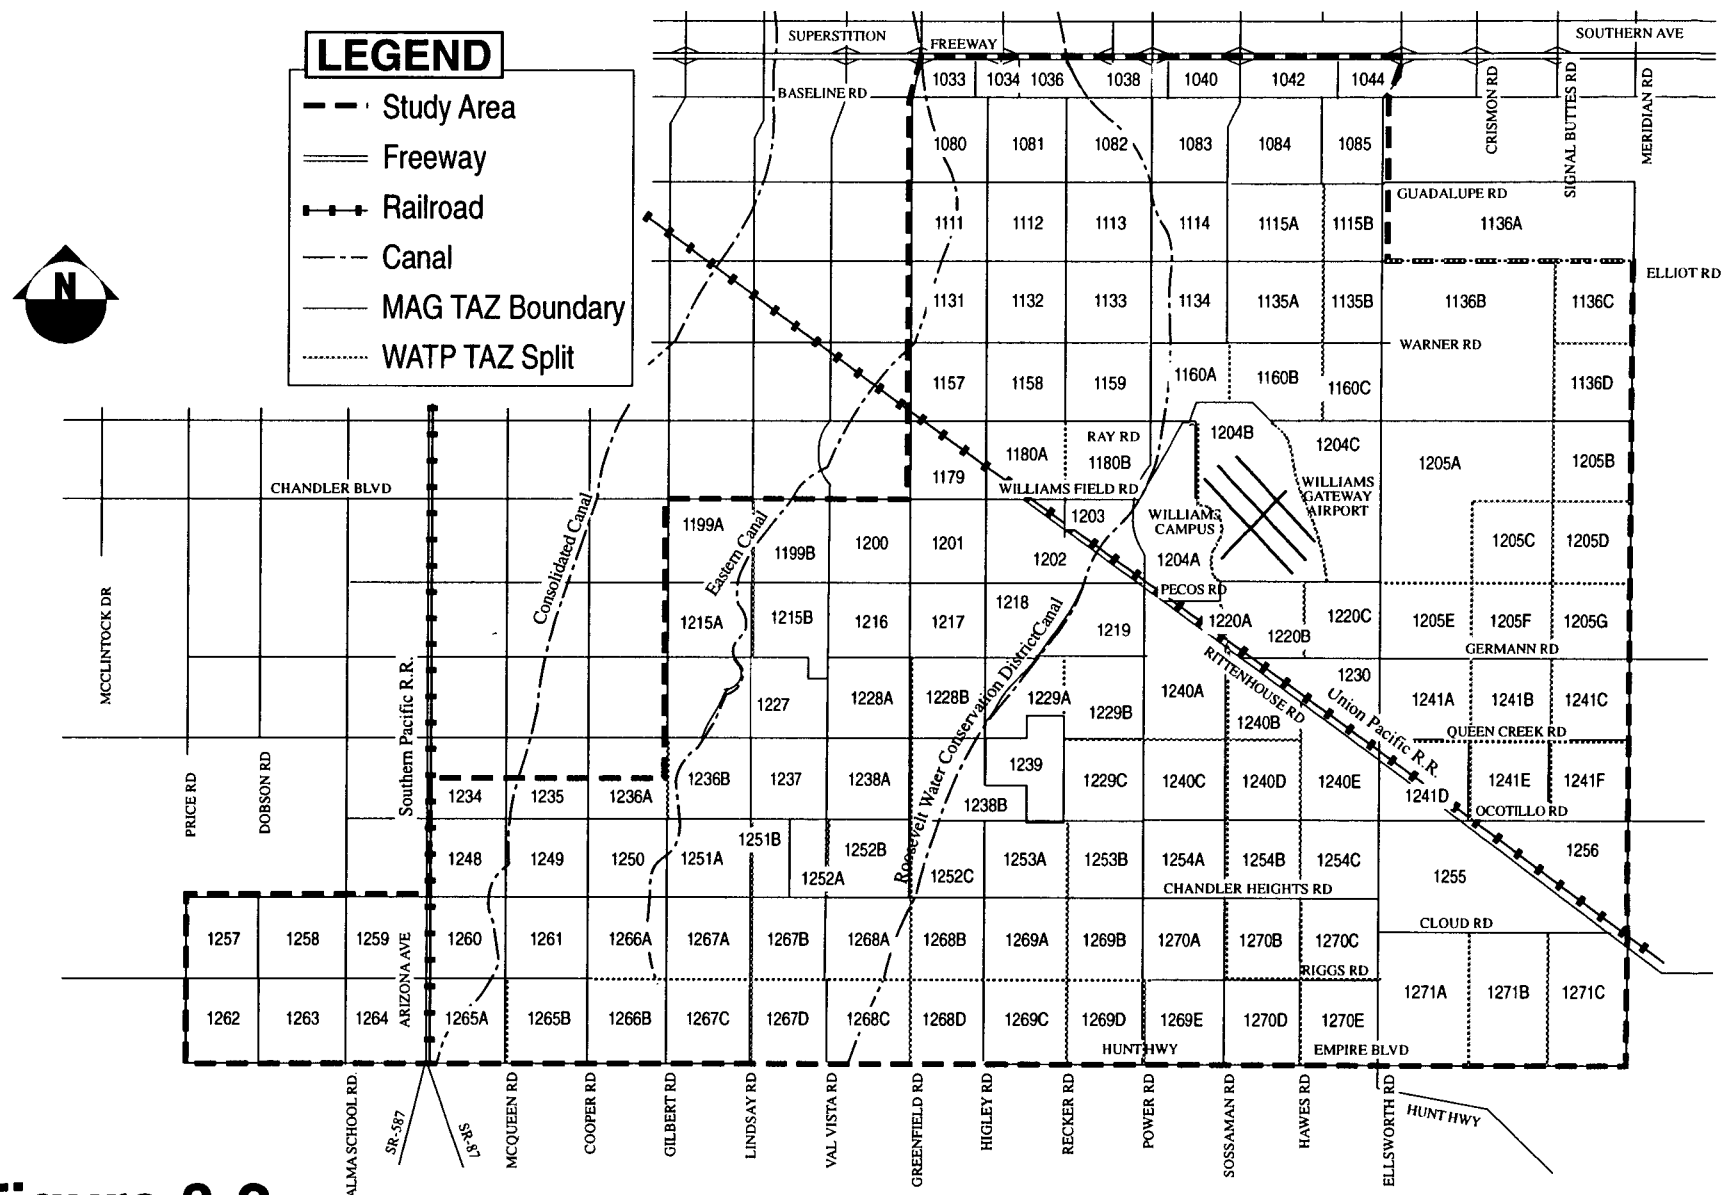 SUPERSTITION
FREEWAY
SOUTHERN AVE
LEGEND
Study Area
Freeway
Railroad
Canal
MAG TAZ Boundary
WATP TAZ Split
N
BASELINE RD
CRISMON RD
SIGNAL BUTTES RD
MERIDIAN RD
1033 1034 1036 1038 1040 1042 1044
1080 1081 1082 1083 1084 1085
GUADALUPE RD
1111 1112 1113 1114 1115A 1115B 1136A
ELLIOT RD
1131 1132 1133 1134 1135A 1135B 1136B 1136C
WARNER RD
1157 1158 1159 1160A 1160B 1160C 1136D
RAY RD
1179 1180A 1180B 1204B 1204C 1205A 1205B
CHANDLER BLVD
WILLIAMS FIELD RD
WILLIAMS
GATEWAY
AIRPORT
WILLIAMS
CAMPUS
Consolidated Canal
Eastern Canal
1199A 1199B 1200 1201 1202 1203 1204A 1205C 1205D
PECOS RD
1215A 1215B 1216 1217 1218 1219 1220A 1220B 1220C 1205E 1205F 1205G
GERMANN RD
MCCLINTOCK DR
Southern Pacific R.R.
Roosevelt Water Conservation District Canal
RITTENHOUSE RD
Union Pacific R.R.
1227 1228A 1228B 1229A 1229B 1240A 1240B 1230 1241A 1241B 1241C
QUEEN CREEK RD
PRICE RD
DOBSON RD
1234 1235 1236A 1236B 1237 1238A 1238B 1239 1229C 1240C 1240D 1240E 1241D 1241E 1241F
OCOTILLO RD
1248 1249 1250 1251A 1251B 1252A 1252B 1252C 1253A 1253B 1254A 1254B 1254C 1255 1256
CHANDLER HEIGHTS RD
CLOUD RD
1257 1258 1259 1260 1261 1266A 1267A 1267B 1268A 1268B 1269A 1269B 1270A 1270B 1270C
ARIZONA AVE
RIGGS RD
1271A 1271B 1271C
1262 1263 1264 1265A 1265B 1266B 1267C 1267D 1268C 1268D 1269C 1269D 1269E 1270D 1270E
HUNT HWY
EMPIRE BLVD
ALMA SCHOOL RD.
SR-587
SR-87
MCQUEEN RD
COOPER RD
GILBERT RD
LINDSAY RD
VAL VISTA RD
GREENFIELD RD
HIGLEY RD
RECKER RD
POWER RD
SOSSAMAN RD
HAWES RD
ELLSWORTH RD
HUNT HWY